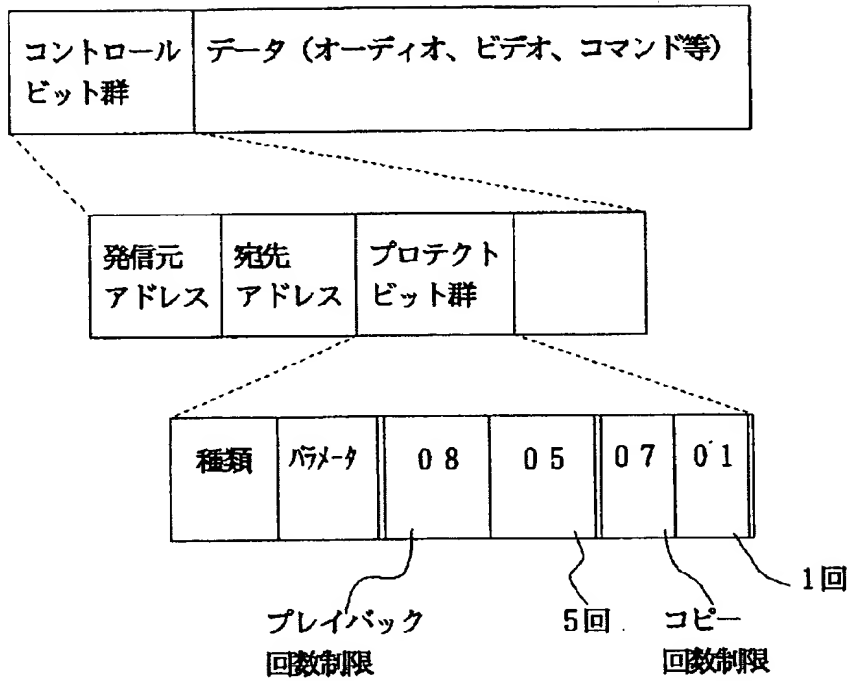 コントロール
ビット群
データ（オーディオ、ビデオ、コマンド等）
発信元
アドレス
宛先
アドレス
プロテクト
ビット群
種類
パラメータ
08
05
07
01
1回
プレイバック
回数制限
5回
コピー
回数制限